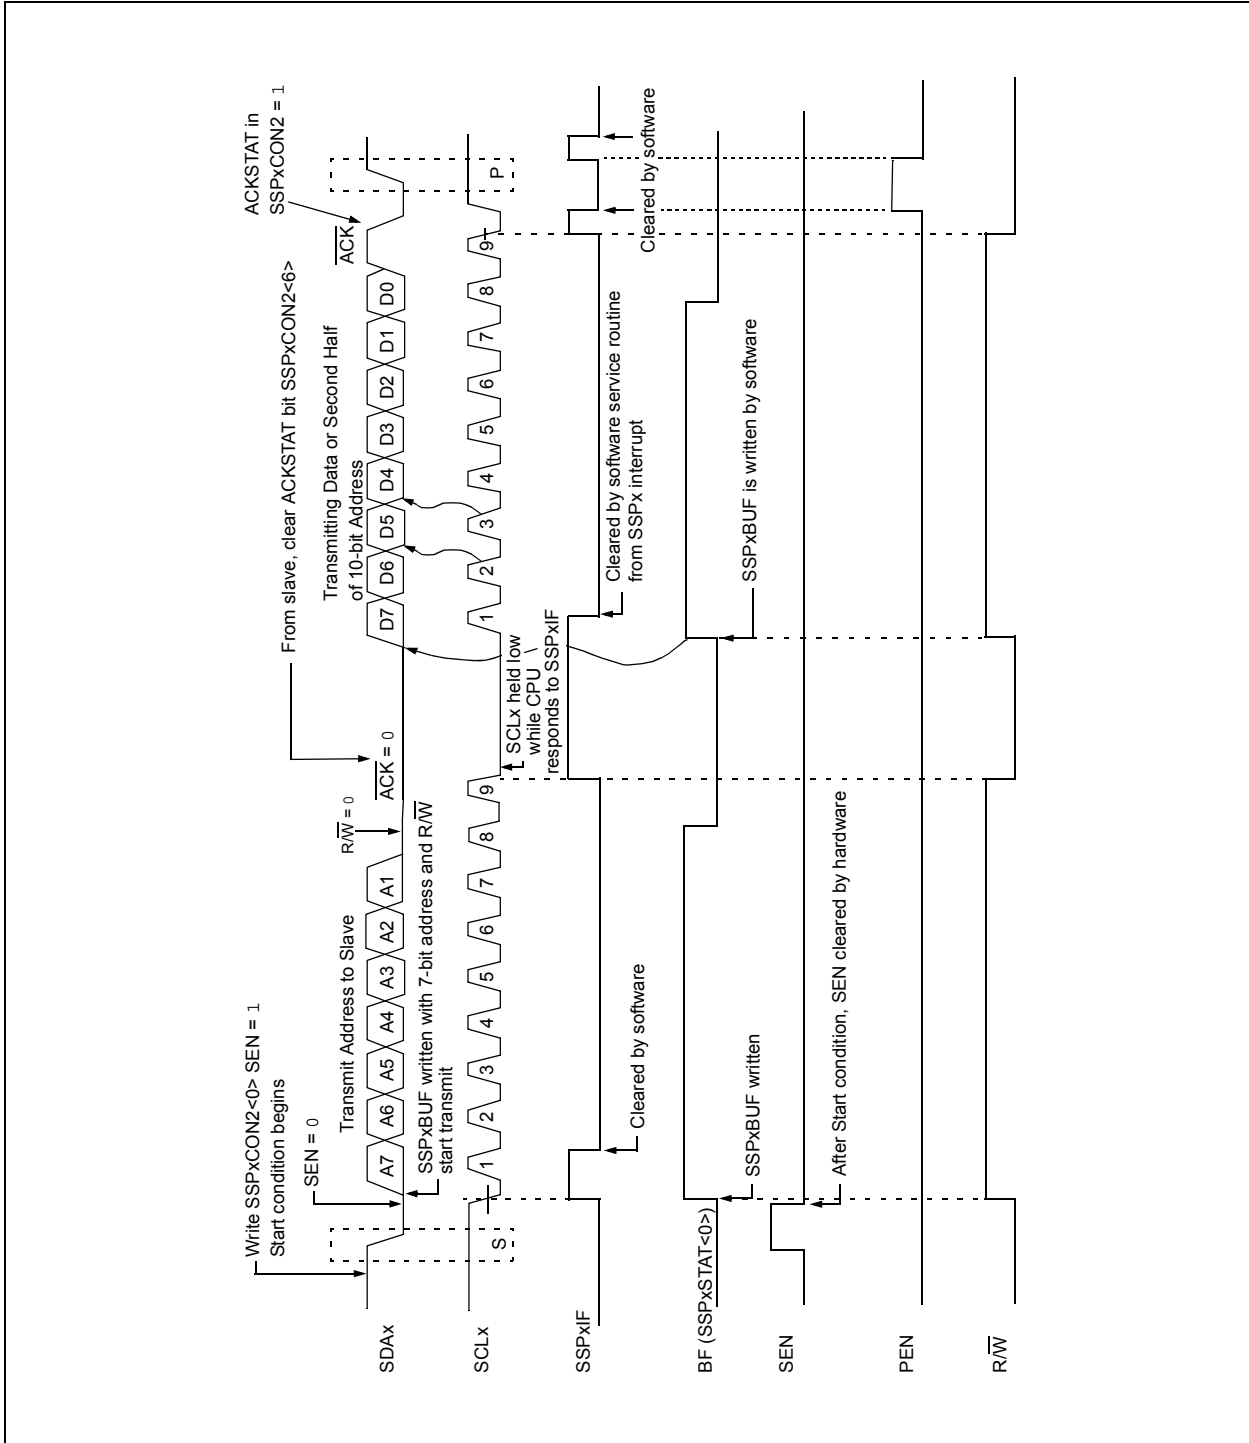 Write SSPxCON2<0> SEN = 1
Start condition begins
SEN = 0
From slave, clear ACKSTAT bit SSPxCON2<6>
ACKSTAT in
SSPxCON2 = 1
Transmit Address to Slave
R/W = 0
ACK = 0
Transmitting Data or Second Half
of 10-bit Address
ACK
SDAx
A7 A6 A5 A4 A3 A2 A1
D7 D6 D5 D4 D3 D2 D1 D0
SSPxBUF written with 7-bit address and R/W
start transmit
SCLx
S
1 2 3 4 5 6 7 8 9
1 2 3 4 5 6 7 8 9
P
SCLx held low
while CPU
responds to SSPxIF
SSPxIF
Cleared by software
Cleared by software service routine
from SSPx interrupt
Cleared by software
Cleared by software
BF (SSPxSTAT<0>)
SSPxBUF written
SSPxBUF is written by software
SEN
After Start condition, SEN cleared by hardware
PEN
R/W